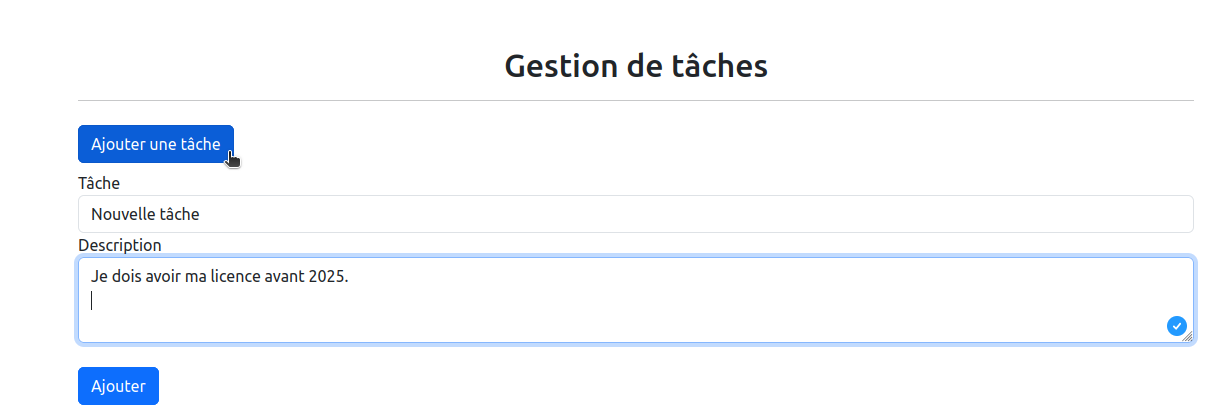 Gestion de tâches
Ajouter une tâche
Tâche
Nouvelle tâche
Description
Je dois avoir ma licence avant 2025.
Ajouter